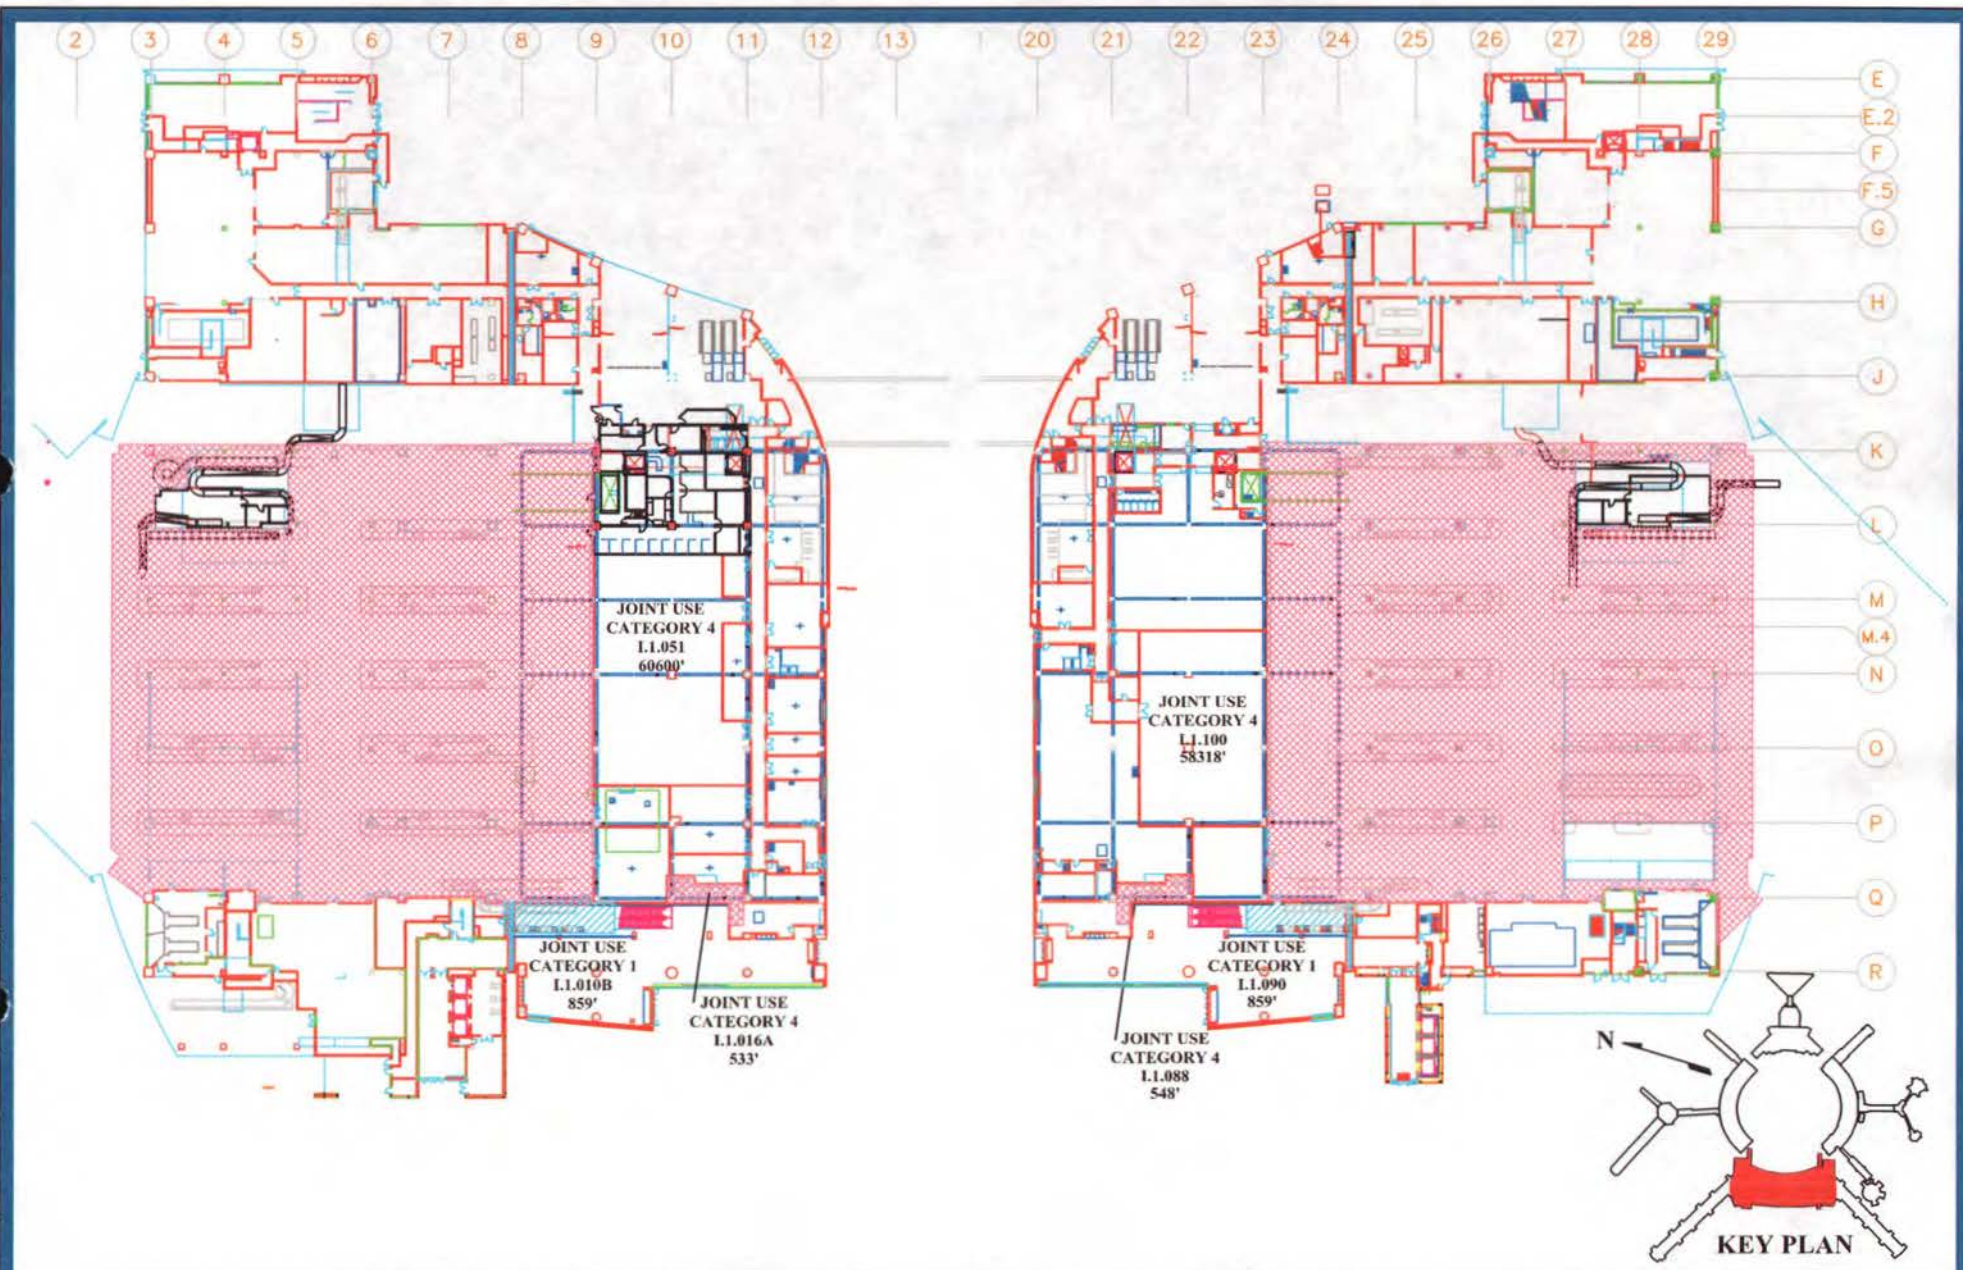 2 3 4 5 6 7 8 9 10 11 12 13 20 21 22 23 24 25 26 27 28 29
E
E.2
F
F.5
G
H
J
K
L
M
M.4
N
O
P
Q
R
JOINT USE
CATEGORY 4
I.1.051
60600'
JOINT USE
CATEGORY 4
I.1.100
58318'
JOINT USE
CATEGORY 1
I.1.010B
859'
JOINT USE
CATEGORY 4
I.1.016A
533'
JOINT USE
CATEGORY 1
I.1.090
859'
JOINT USE
CATEGORY 4
I.1.088
548'
N
KEY PLAN